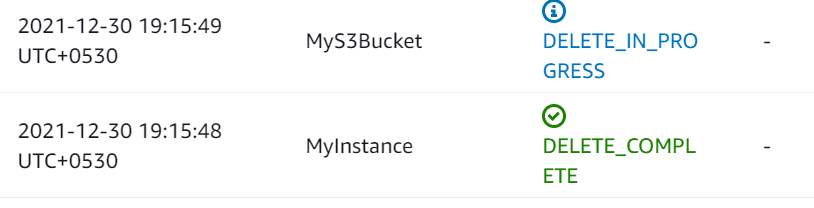 2021-12-30 19:15:49
UTC+0530
MyS3Bucket
DELETE_IN_PRO
GRESS
-
2021-12-30 19:15:48
UTC+0530
MyInstance
DELETE_COMPL
ETE
-